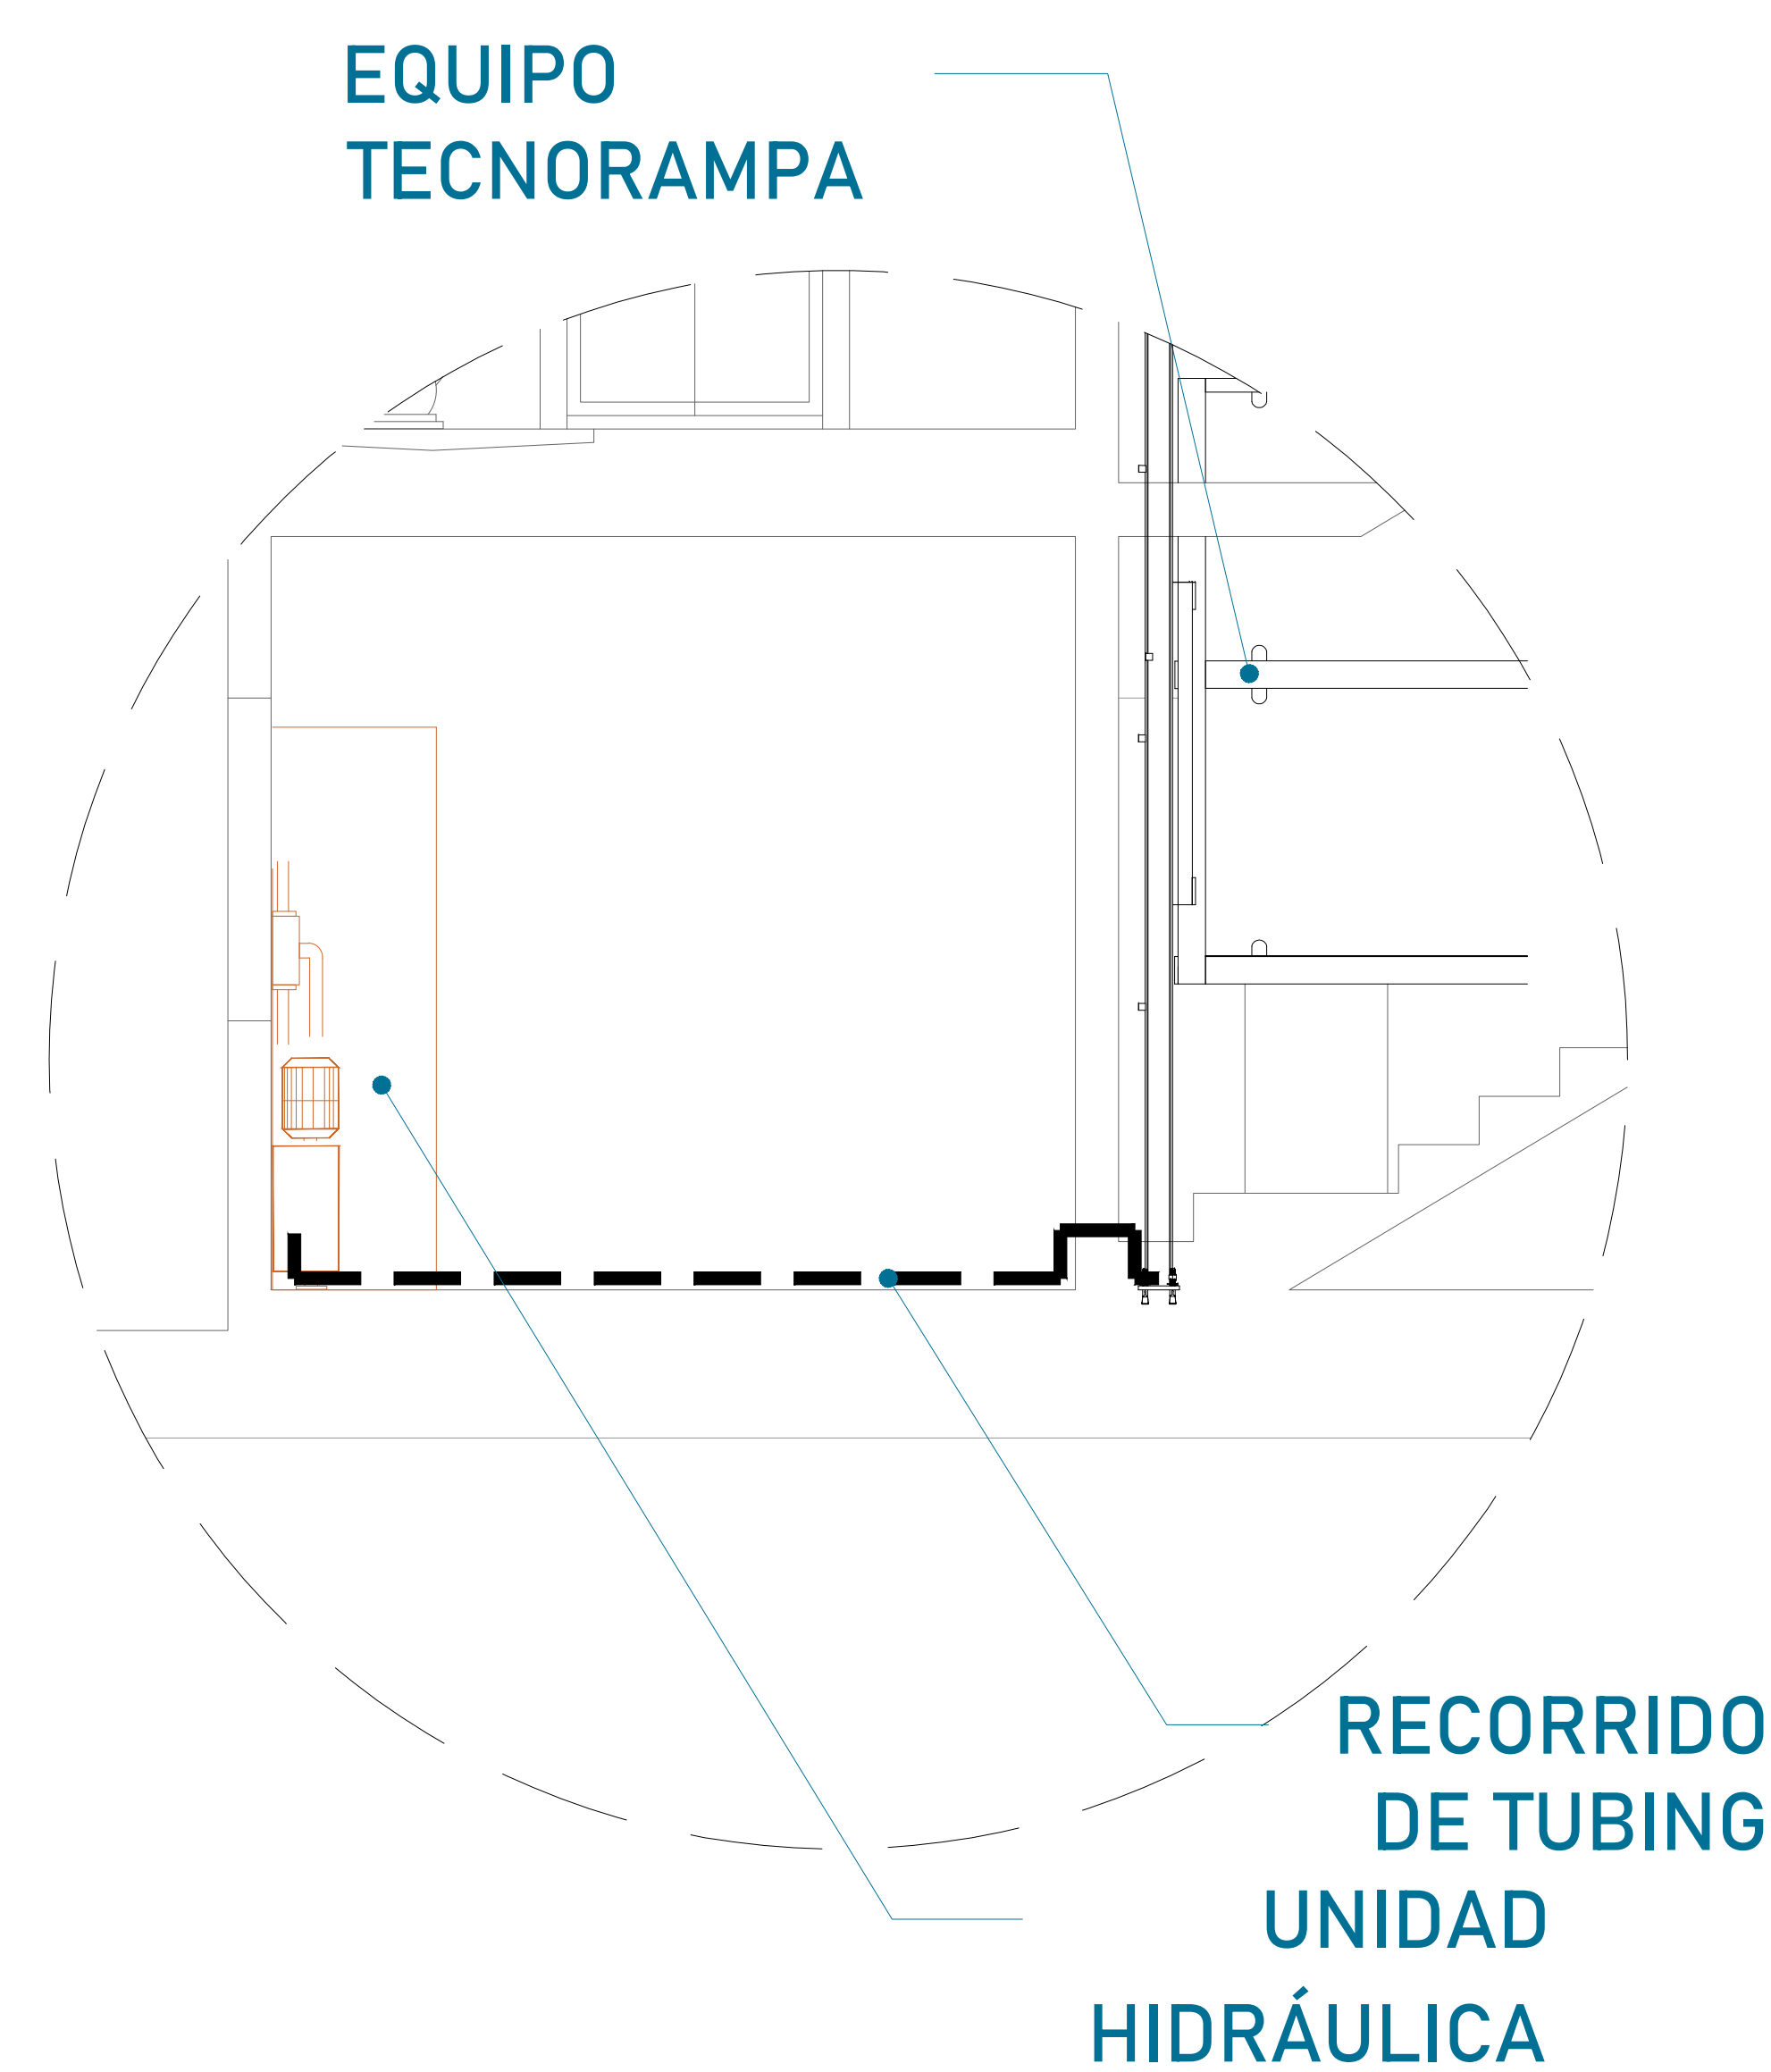 EQUIPO
TECNORAMPA
RECORRIDO
DE TUBING
UNIDAD
HIDRÁULICA